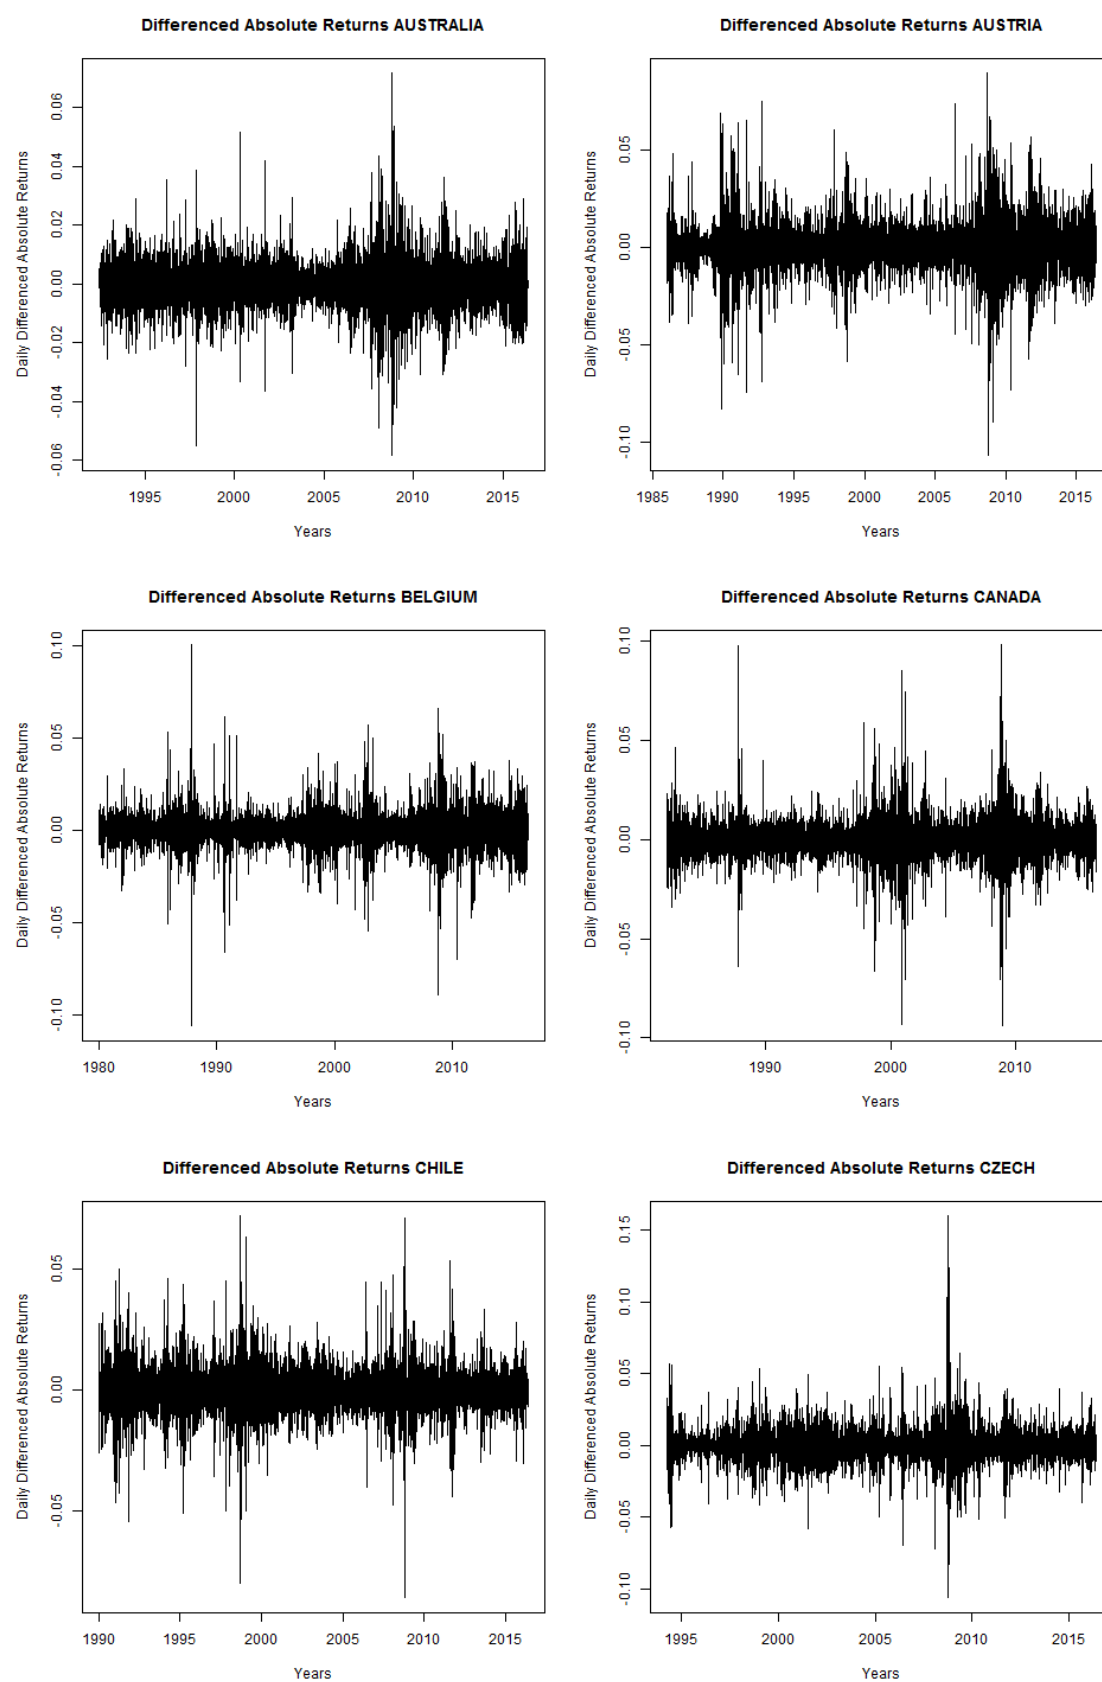 Differenced Absolute Returns AUSTRALIA
Daily Differenced Absolute Returns
0.06
0.04
0.02
0.00
-0.02
-0.04
-0.06
1995 2000 2005 2010 2015
Years
Differenced Absolute Returns AUSTRIA
Daily Differenced Absolute Returns
0.05
0.00
-0.05
-0.10
1985 1990 1995 2000 2005 2010 2015
Years
Differenced Absolute Returns BELGIUM
Daily Differenced Absolute Returns
0.10
0.05
0.00
-0.05
-0.10
1980 1990 2000 2010
Years
Differenced Absolute Returns CANADA
Daily Differenced Absolute Returns
0.10
0.05
0.00
-0.05
-0.10
1990 2000 2010
Years
Differenced Absolute Returns CHILE
Daily Differenced Absolute Returns
0.05
0.00
-0.05
1990 1995 2000 2005 2010 2015
Years
Differenced Absolute Returns CZECH
Daily Differenced Absolute Returns
0.15
0.10
0.05
0.00
-0.05
-0.10
1995 2000 2005 2010 2015
Years